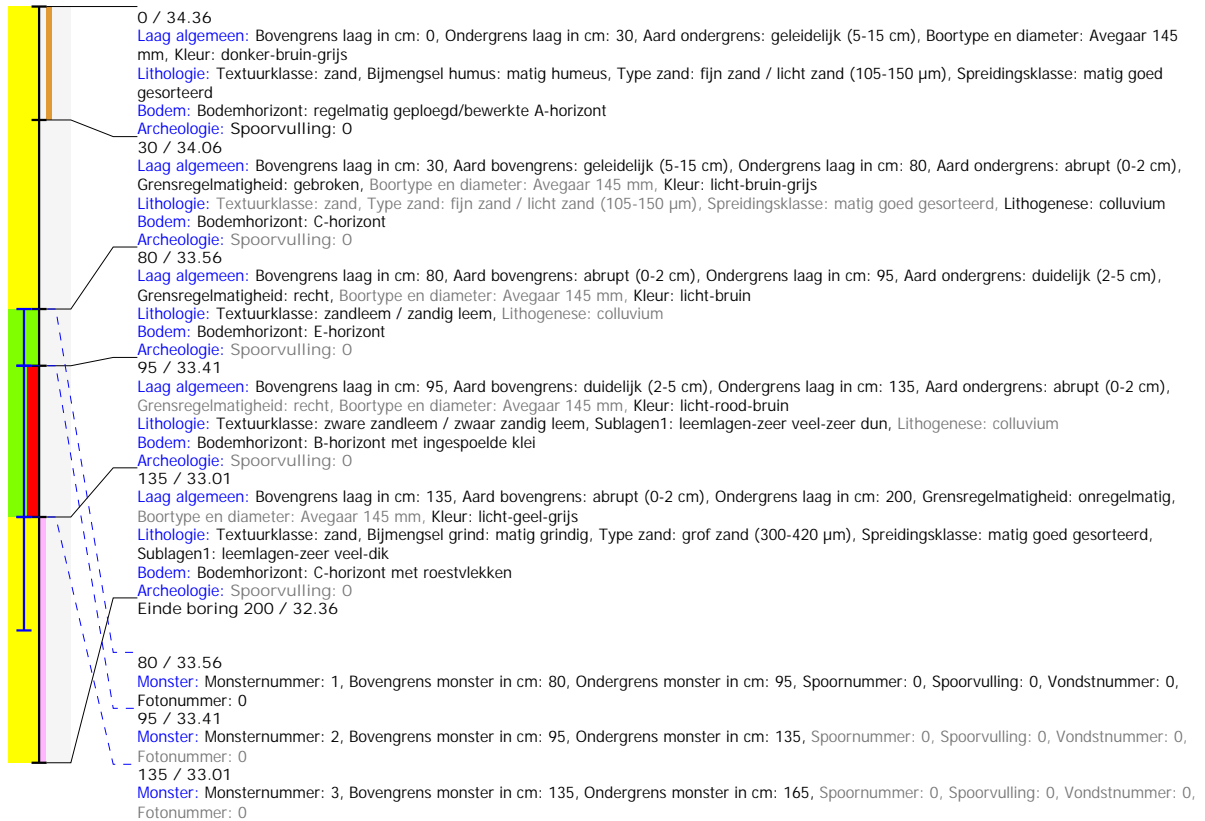 0 / 34.36
Laag algemeen: Bovengrens laag in cm: 0, Ondergrens laag in cm: 30, Aard ondergrens: geleidelijk (5-15 cm), Boortype en diameter: Avegaar 145
mm, Kleur: donker-bruin-grijs
Lithologie: Textuurklasse: zand, Bijmengsel humus: matig humeus, Type zand: fijn zand / licht zand (105-150 µm), Spreidingsklasse: matig goed
gesorteerd
Bodem: Bodemhorizont: regelmatig geploegd/bewerkte A-horizont
Archeologie: Spoorvulling: 0
30 / 34.06
Laag algemeen: Bovengrens laag in cm: 30, Aard bovengrens: geleidelijk (5-15 cm), Ondergrens laag in cm: 80, Aard ondergrens: abrupt (0-2 cm),
Grensregelmatigheid: gebroken, Boortype en diameter: Avegaar 145 mm, Kleur: licht-bruin-grijs
Lithologie: Textuurklasse: zand, Type zand: fijn zand / licht zand (105-150 µm), Spreidingsklasse: matig goed gesorteerd, Lithogenese: colluvium
Bodem: Bodemhorizont: C-horizont
Archeologie: Spoorvulling: 0
80 / 33.56
Laag algemeen: Bovengrens laag in cm: 80, Aard bovengrens: abrupt (0-2 cm), Ondergrens laag in cm: 95, Aard ondergrens: duidelijk (2-5 cm),
Grensregelmatigheid: recht, Boortype en diameter: Avegaar 145 mm, Kleur: licht-bruin
Lithologie: Textuurklasse: zandleem / zandig leem, Lithogenese: colluvium
Bodem: Bodemhorizont: E-horizont
Archeologie: Spoorvulling: 0
95 / 33.41
Laag algemeen: Bovengrens laag in cm: 95, Aard bovengrens: duidelijk (2-5 cm), Ondergrens laag in cm: 135, Aard ondergrens: abrupt (0-2 cm),
Grensregelmatigheid: recht, Boortype en diameter: Avegaar 145 mm, Kleur: licht-rood-bruin
Lithologie: Textuurklasse: zware zandleem / zwaar zandig leem, Sublagen1: leemlagen-zeer veel-zeer dun, Lithogenese: colluvium
Bodem: Bodemhorizont: B-horizont met ingespoelde klei
Archeologie: Spoorvulling: 0
135 / 33.01
Laag algemeen: Bovengrens laag in cm: 135, Aard bovengrens: abrupt (0-2 cm), Ondergrens laag in cm: 200, Grensregelmatigheid: onregelmatig,
Boortype en diameter: Avegaar 145 mm, Kleur: licht-geel-grijs
Lithologie: Textuurklasse: zand, Bijmengsel grind: matig grindig, Type zand: grof zand (300-420 µm), Spreidingsklasse: matig goed gesorteerd,
Sublagen1: leemlagen-zeer veel-dik
Bodem: Bodemhorizont: C-horizont met roestvlekken
Archeologie: Spoorvulling: 0
Einde boring 200 / 32.36
80 / 33.56
Monster: Monsternummer: 1, Bovengrens monster in cm: 80, Ondergrens monster in cm: 95, Spoornummer: 0, Spoorvulling: 0, Vondstnummer: 0,
Fotonummer: 0
95 / 33.41
Monster: Monsternummer: 2, Bovengrens monster in cm: 95, Ondergrens monster in cm: 135, Spoornummer: 0, Spoorvulling: 0, Vondstnummer: 0,
Fotonummer: 0
135 / 33.01
Monster: Monsternummer: 3, Bovengrens monster in cm: 135, Ondergrens monster in cm: 165, Spoornummer: 0, Spoorvulling: 0, Vondstnummer: 0,
Fotonummer: 0